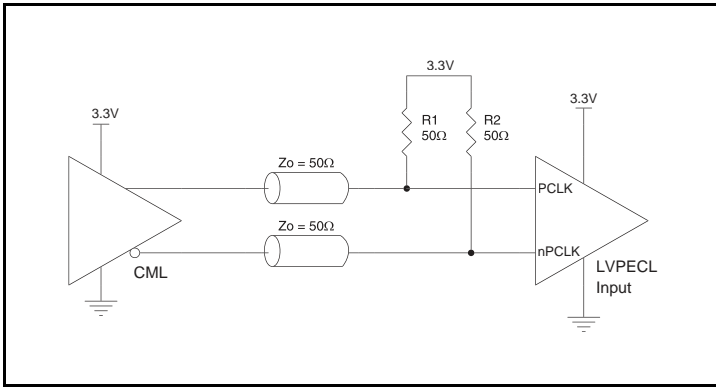 3.3V
3.3V
3.3V
R1
50Ω
R2
50Ω
Zo = 50Ω
PCLK
Zo = 50Ω
nPCLK
CML
LVPECL
Input